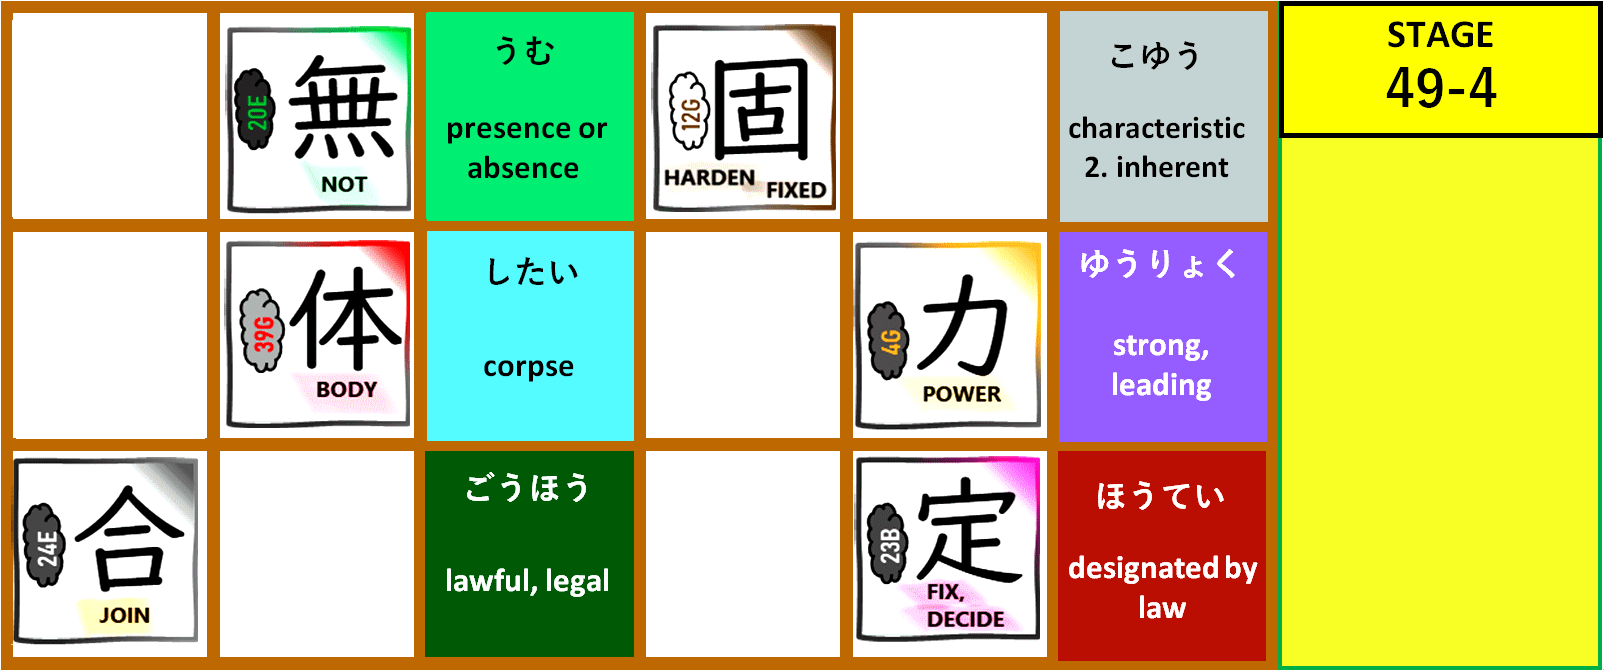 20E
無
NOT
うむ
presence or
absence
12G
固
HARDEN
FIXED
こゆう
characteristic
2. inherent
STAGE
49-4
39G
体
BODY
したい
corpse
4G
力
POWER
ゆうりょく
strong,
leading
24E
合
JOIN
ごうほう
lawful, legal
23B
定
FIX,
DECIDE
ほうてい
designated by
law